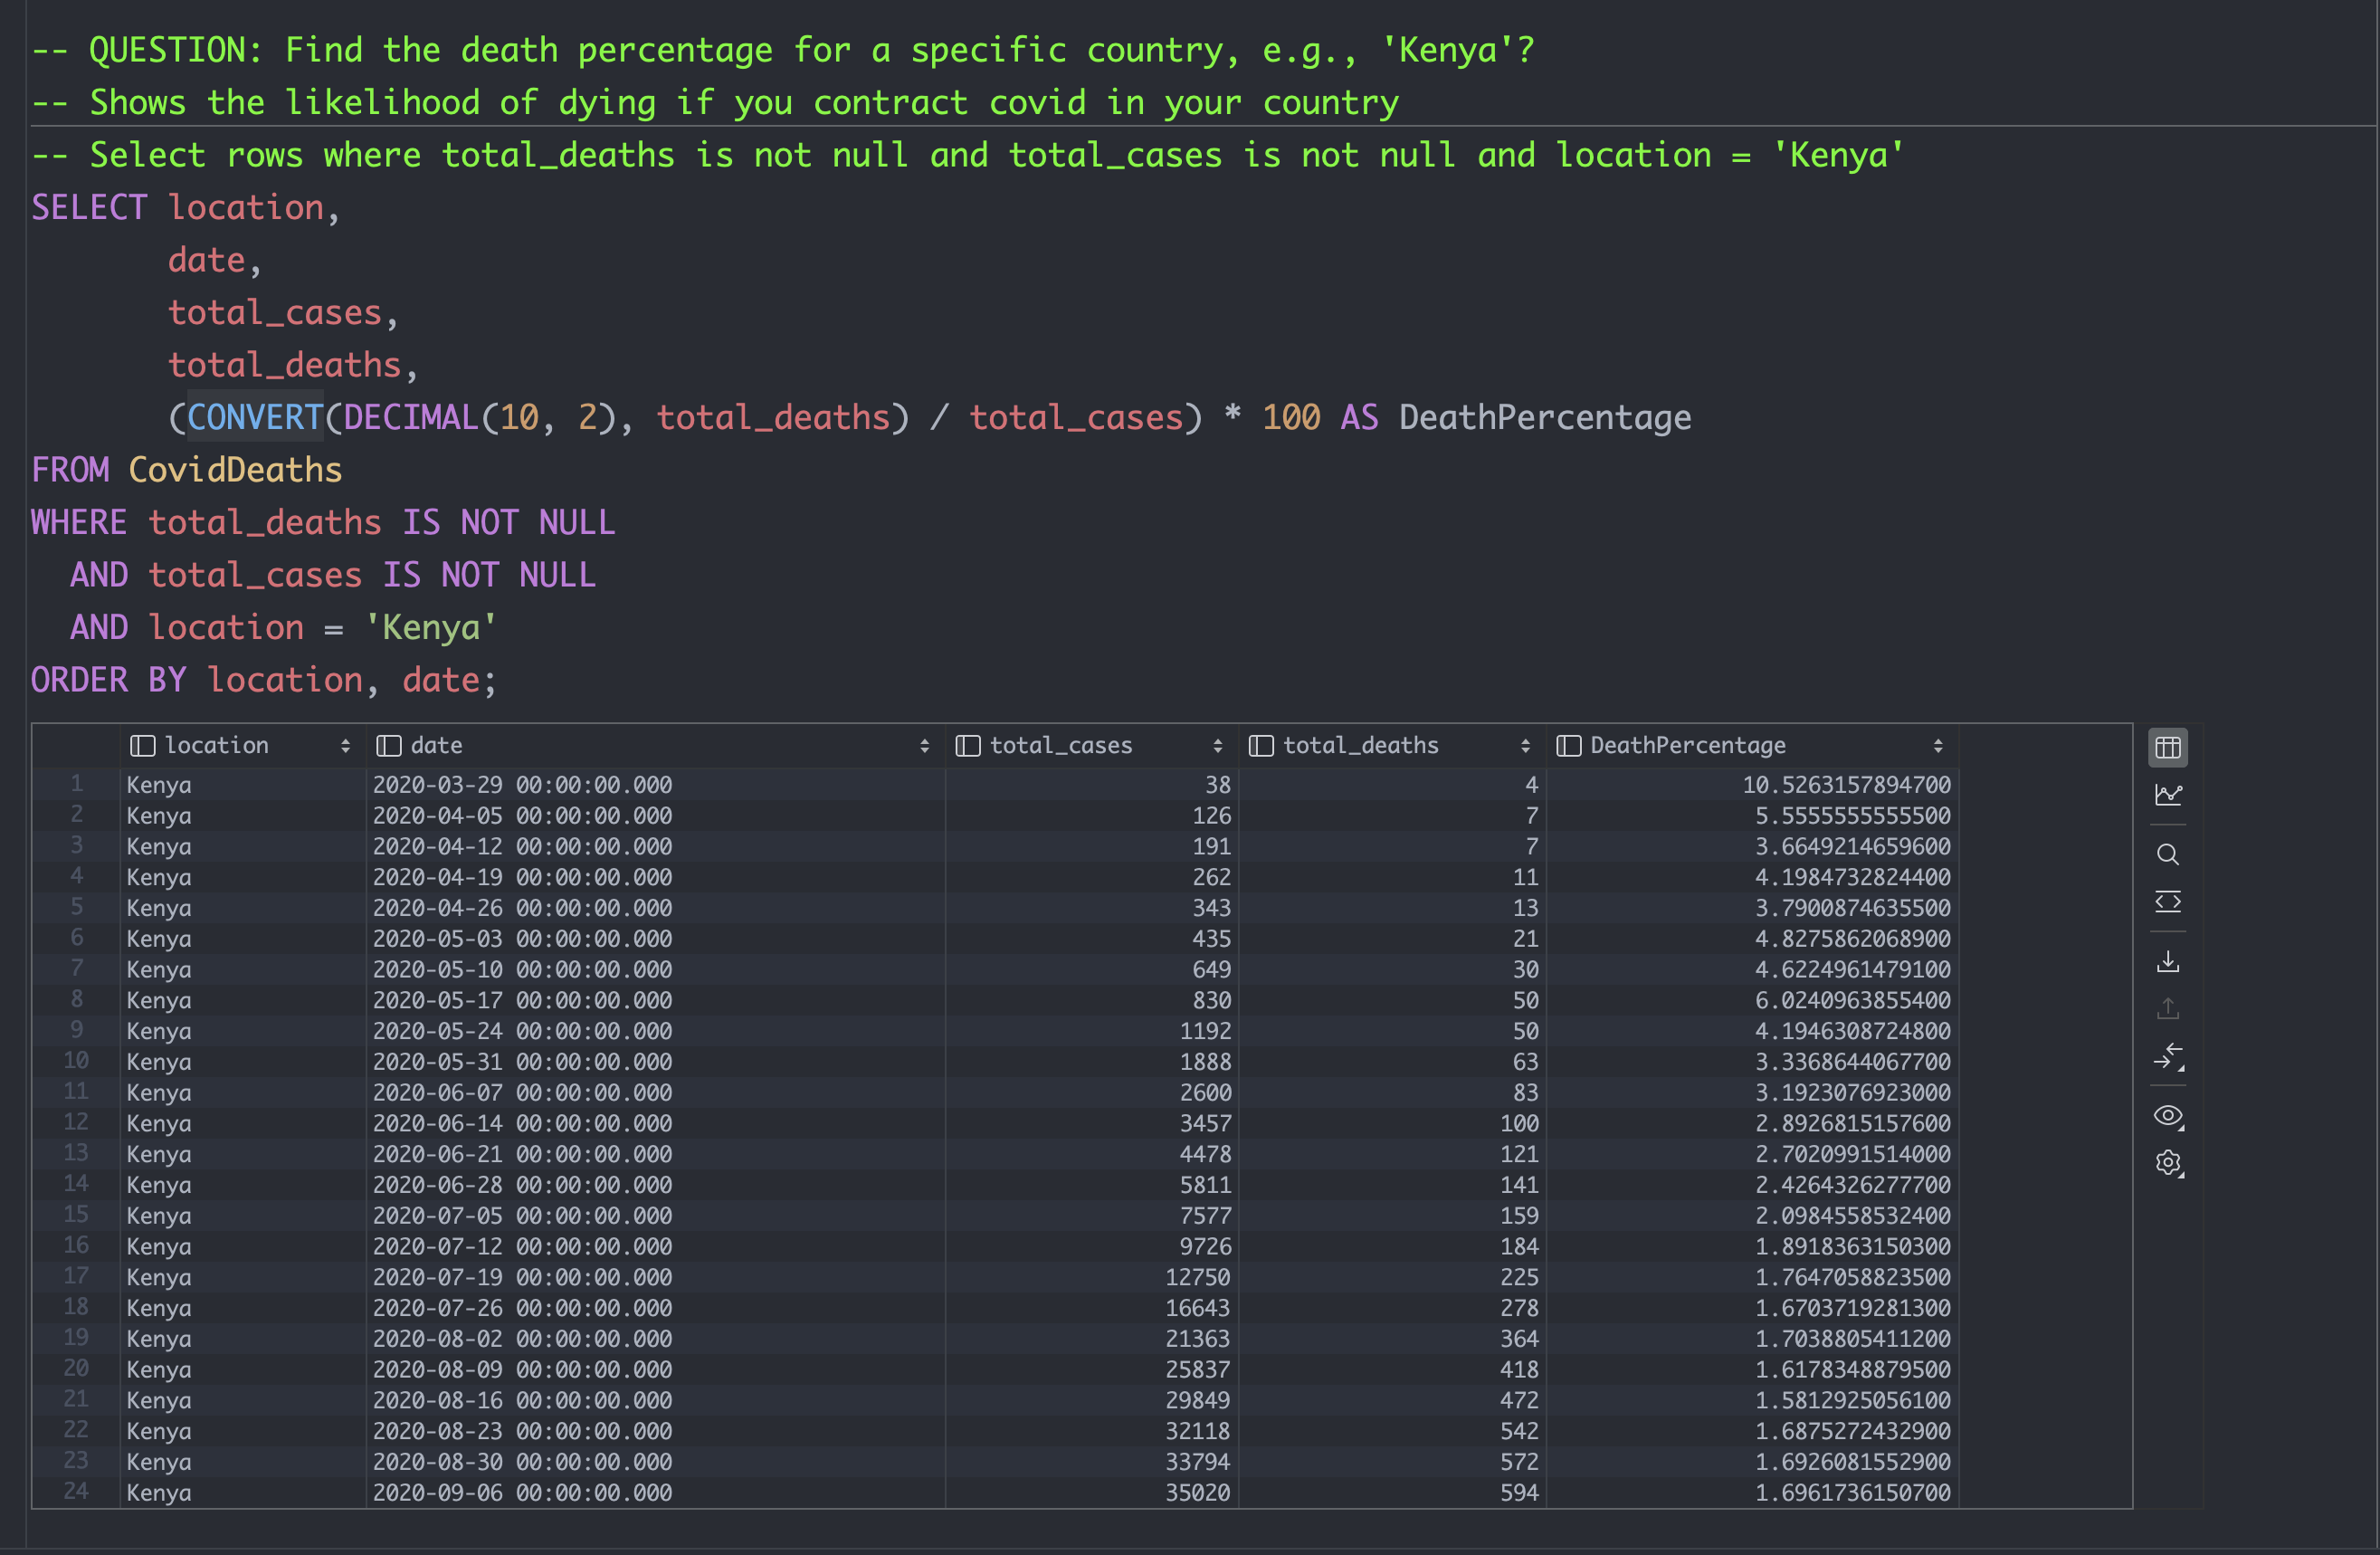 -- QUESTION: Find the death percentage for a specific country, e.g., 'Kenya'?
-- Shows the likelihood of dying if you contract covid in your country
-- Select rows where total_deaths is not null and total_cases is not null and location = 'Kenya'
SELECT location,
       date,
       total_cases,
       total_deaths,
       (CONVERT(DECIMAL(10, 2), total_deaths) / total_cases) * 100 AS DeathPercentage
FROM CovidDeaths
WHERE total_deaths IS NOT NULL
  AND total_cases IS NOT NULL
  AND location = 'Kenya'
ORDER BY location, date;
location date total_cases total_deaths DeathPercentage
1 Kenya 2020-03-29 00:00:00.000 38 4 10.5263157894700
2 Kenya 2020-04-05 00:00:00.000 126 7 5.5555555555500
3 Kenya 2020-04-12 00:00:00.000 191 7 3.6649214659600
4 Kenya 2020-04-19 00:00:00.000 262 11 4.1984732824400
5 Kenya 2020-04-26 00:00:00.000 343 13 3.7900874635500
6 Kenya 2020-05-03 00:00:00.000 435 21 4.8275862068900
7 Kenya 2020-05-10 00:00:00.000 649 30 4.6224961479100
8 Kenya 2020-05-17 00:00:00.000 830 50 6.0240963855400
9 Kenya 2020-05-24 00:00:00.000 1192 50 4.1946308724800
10 Kenya 2020-05-31 00:00:00.000 1888 63 3.3368644067700
11 Kenya 2020-06-07 00:00:00.000 2600 83 3.1923076923000
12 Kenya 2020-06-14 00:00:00.000 3457 100 2.8926815157600
13 Kenya 2020-06-21 00:00:00.000 4478 121 2.7020991514000
14 Kenya 2020-06-28 00:00:00.000 5811 141 2.4264326277700
15 Kenya 2020-07-05 00:00:00.000 7577 159 2.0984558532400
16 Kenya 2020-07-12 00:00:00.000 9726 184 1.8918363150300
17 Kenya 2020-07-19 00:00:00.000 12750 225 1.7647058823500
18 Kenya 2020-07-26 00:00:00.000 16643 278 1.6703719281300
19 Kenya 2020-08-02 00:00:00.000 21363 364 1.7038805411200
20 Kenya 2020-08-09 00:00:00.000 25837 418 1.6178348879500
21 Kenya 2020-08-16 00:00:00.000 29849 472 1.5812925056100
22 Kenya 2020-08-23 00:00:00.000 32118 542 1.6875272432900
23 Kenya 2020-08-30 00:00:00.000 33794 572 1.6926081552900
24 Kenya 2020-09-06 00:00:00.000 35020 594 1.6961736150700